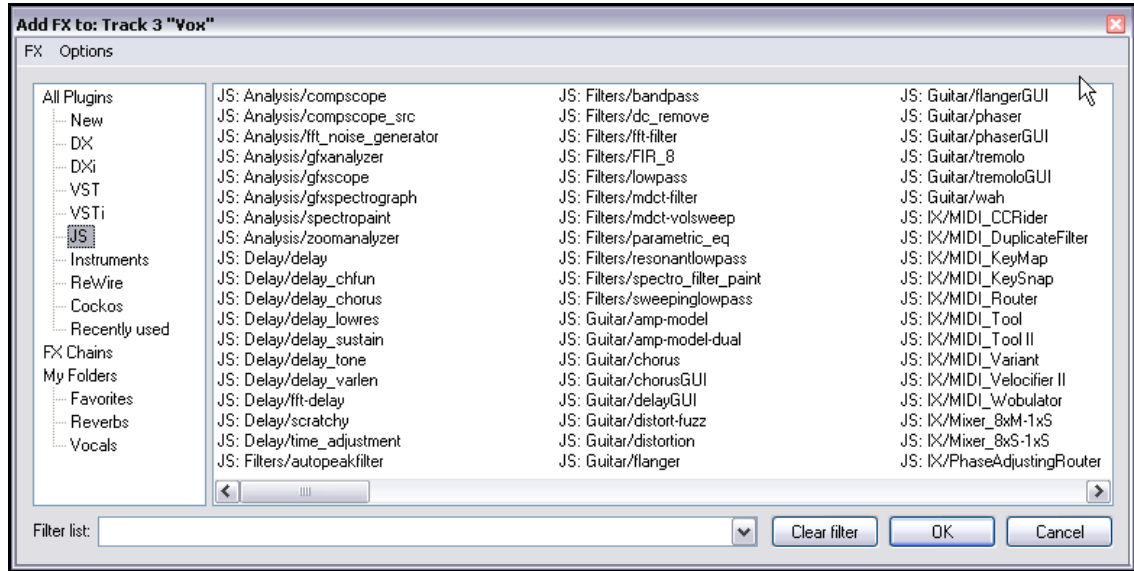 Add FX to: Track 3 "Vox"
FX Options
All Plugins
New
DX
DXi
VST
VSTi
JS
Instruments
ReWire
Cockos
Recently used
FX Chains
My Folders
Favorites
Reverbs
Vocals
JS: Analysis/compscope
JS: Analysis/compscope_src
JS: Analysis/fft_noise_generator
JS: Analysis/gfxanalyzer
JS: Analysis/gfxscope
JS: Analysis/gfxspectrograph
JS: Analysis/spectropaint
JS: Analysis/zoomanalyzer
JS: Delay/delay
JS: Delay/delay_chfun
JS: Delay/delay_chorus
JS: Delay/delay_lowres
JS: Delay/delay_sustain
JS: Delay/delay_tone
JS: Delay/delay_varlen
JS: Delay/fft-delay
JS: Delay/scratchy
JS: Delay/time_adjustment
JS: Filters/autopeakfilter
JS: Filters/bandpass
JS: Filters/dc_remove
JS: Filters/fft-filter
JS: Filters/FIR_8
JS: Filters/lowpass
JS: Filters/mdct-filter
JS: Filters/mdct-volsweep
JS: Filters/parametric_eq
JS: Filters/resonantlowpass
JS: Filters/spectro_filter_paint
JS: Filters/sweepinglowpass
JS: Guitar/amp-model
JS: Guitar/amp-model-dual
JS: Guitar/chorus
JS: Guitar/chorusGUI
JS: Guitar/delayGUI
JS: Guitar/distort-fuzz
JS: Guitar/distortion
JS: Guitar/flanger
JS: Guitar/flangerGUI
JS: Guitar/phaser
JS: Guitar/phaserGUI
JS: Guitar/tremolo
JS: Guitar/tremoloGUI
JS: Guitar/wah
JS: IX/MIDI_CCRider
JS: IX/MIDI_DuplicateFilter
JS: IX/MIDI_KeyMap
JS: IX/MIDI_KeySnap
JS: IX/MIDI_Router
JS: IX/MIDI_Tool
JS: IX/MIDI_Tool II
JS: IX/MIDI_Variant
JS: IX/MIDI_Velocifier II
JS: IX/MIDI_Wobulator
JS: IX/Mixer_8xM-1xS
JS: IX/Mixer_8xS-1xS
JS: IX/PhaseAdjustingRouter
Filter list:
Clear filter
OK
Cancel